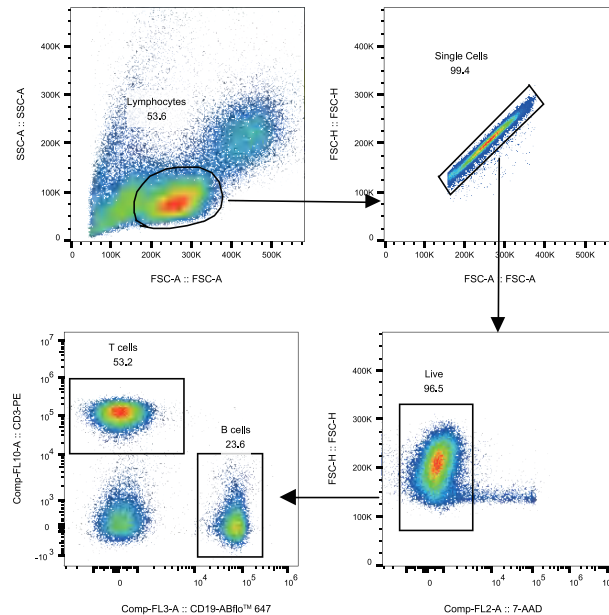 400K
300K
200K
100K
0
SSC-A :: SSC-A
Lymphocytes
53.6
0 100K 200K 300K 400K 500K
FSC-A :: FSC-A
400K
300K
200K
100K
0
FSC-H :: FSC-H
Single Cells
99.4
0 100K 200K 300K 400K 500K
FSC-A :: FSC-A
10⁷
10⁶
10⁵
10⁴
10³
0
-10³
Comp-FL10-A :: CD3-PE
T cells
53.2
B cells
23.6
0 10⁴ 10⁵ 10⁶
Comp-FL3-A :: CD19-ABflo™ 647
400K
300K
200K
100K
0
FSC-H :: FSC-H
Live
96.5
0 10⁴ 10⁵ 10⁶
Comp-FL2-A :: 7-AAD